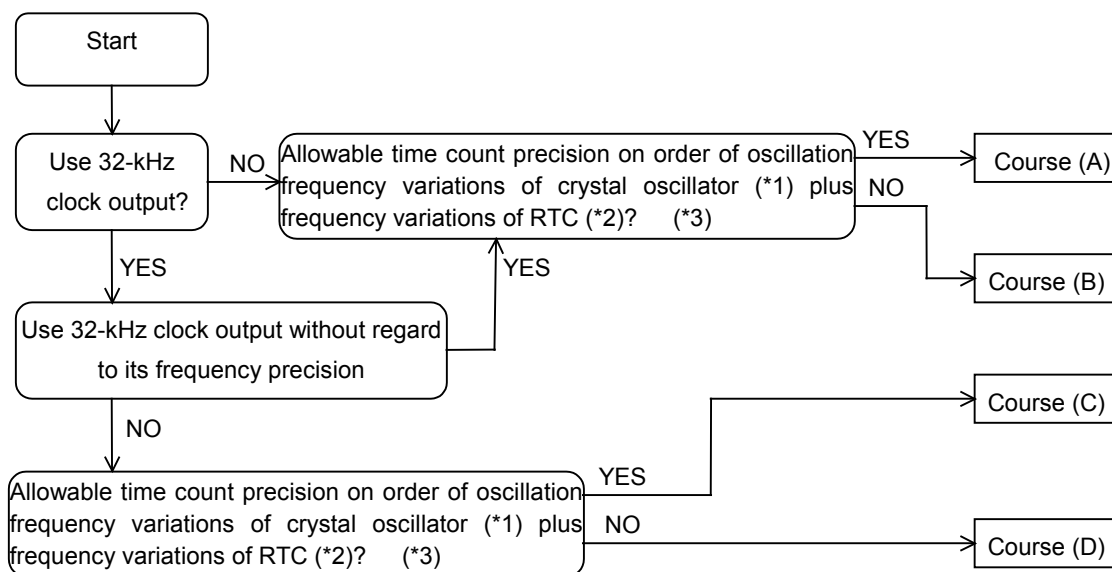 Start
Use 32-kHz
clock output?
NO
Allowable time count precision on order of oscillation
frequency variations of crystal oscillator (*1) plus
frequency variations of RTC (*2)? (*3)
YES
Course (A)
NO
Course (B)
YES
YES
Use 32-kHz clock output without regard
to its frequency precision
Course (C)
NO
Allowable time count precision on order of oscillation
frequency variations of crystal oscillator (*1) plus
frequency variations of RTC (*2)? (*3)
YES
NO
Course (D)